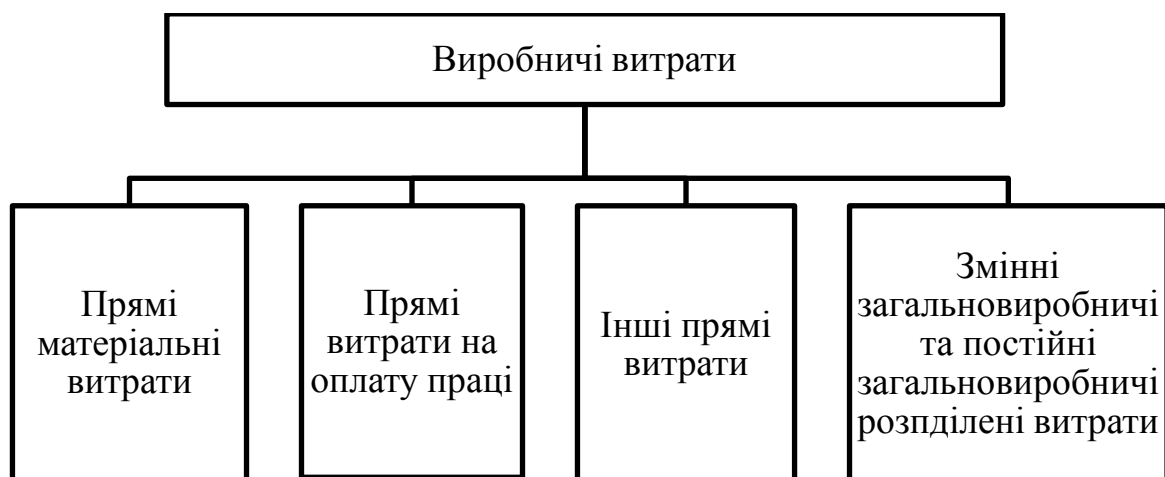 Виробничі витрати
Прямі
матеріальні
витрати
Прямі
витрати на
оплату праці
Інші прямі
витрати
Змінні
загальновиробничі
та постійні
загальновиробничі
розпділені витрати